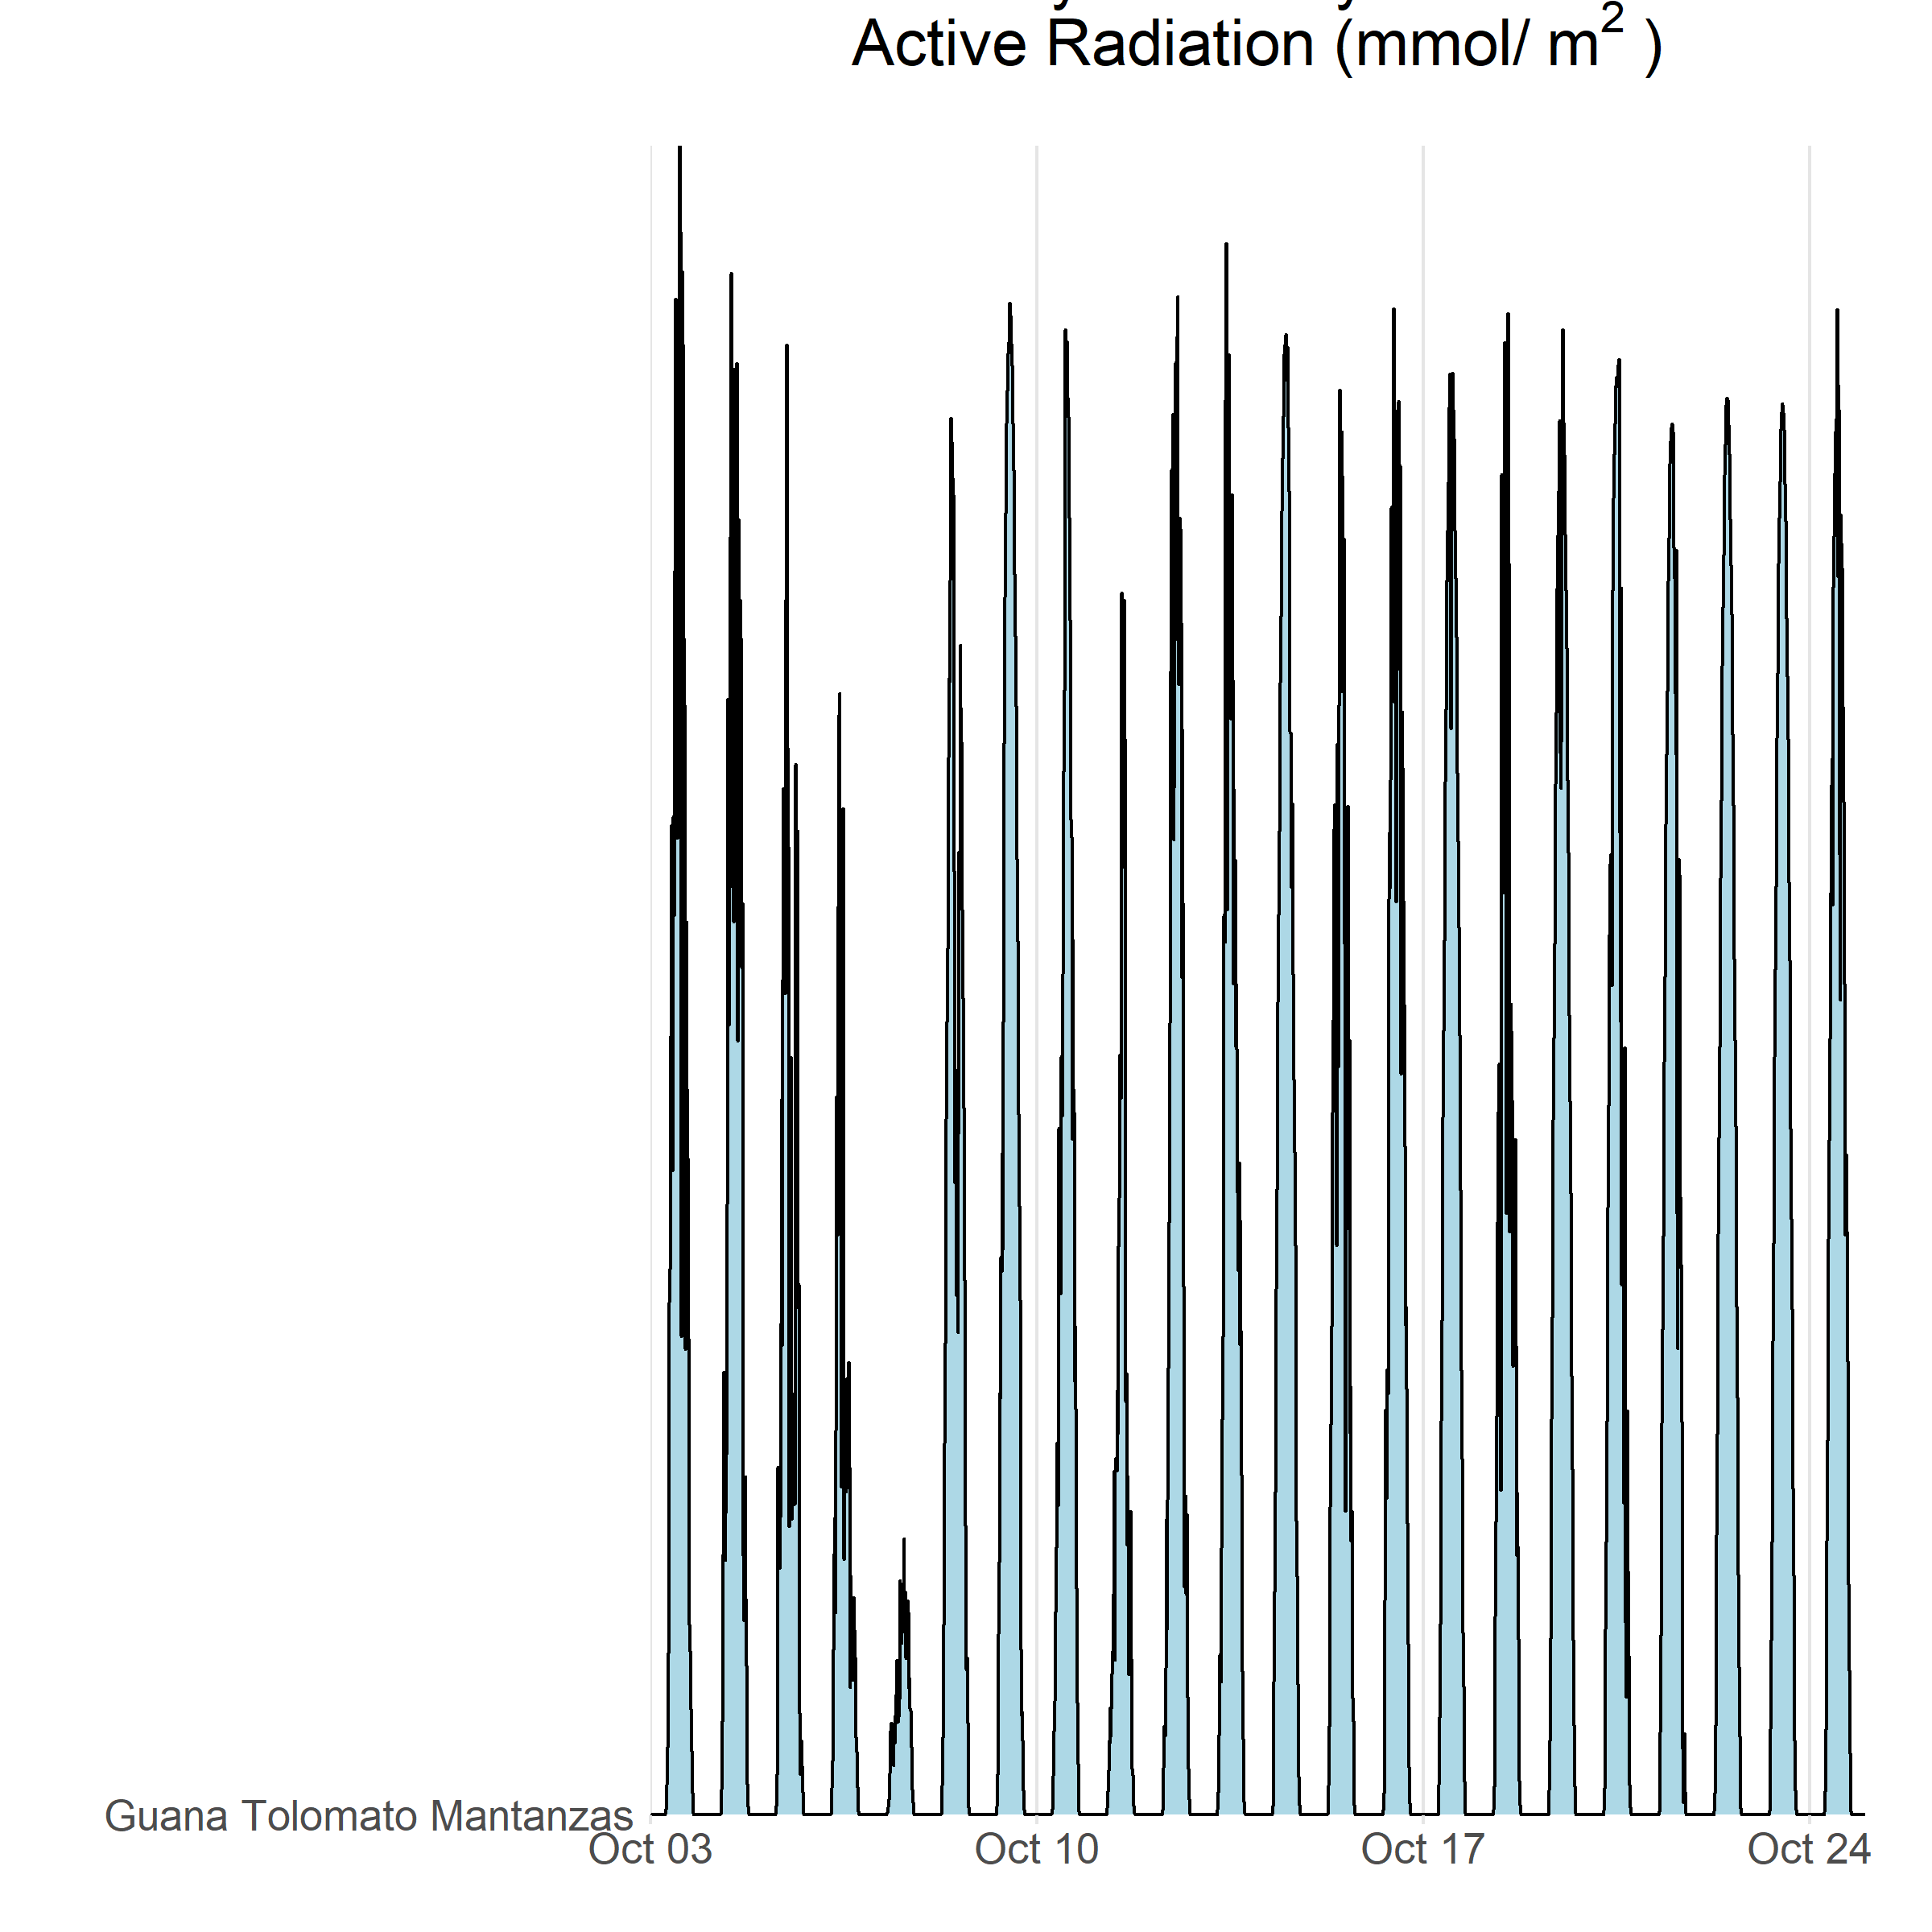 Active Radiation (mmol/ m² )
Guana Tolomato Mantanzas
Oct 03 Oct 10 Oct 17 Oct 24